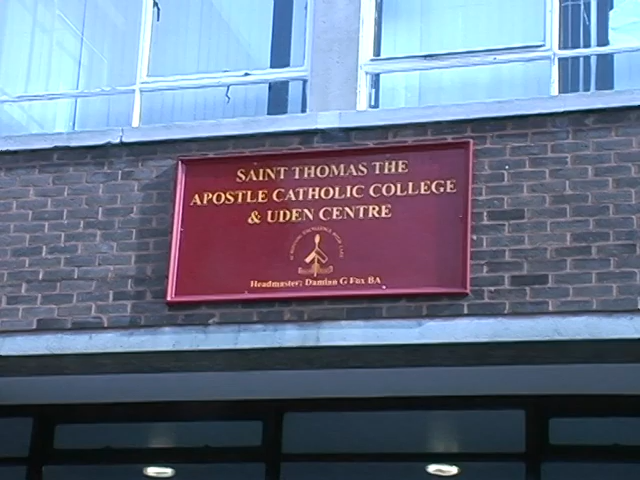 SAINT THOMAS THE
APOSTLE CATHOLIC COLLEGE
& UDEN CENTRE
Headmaster; Damian G Fox BA